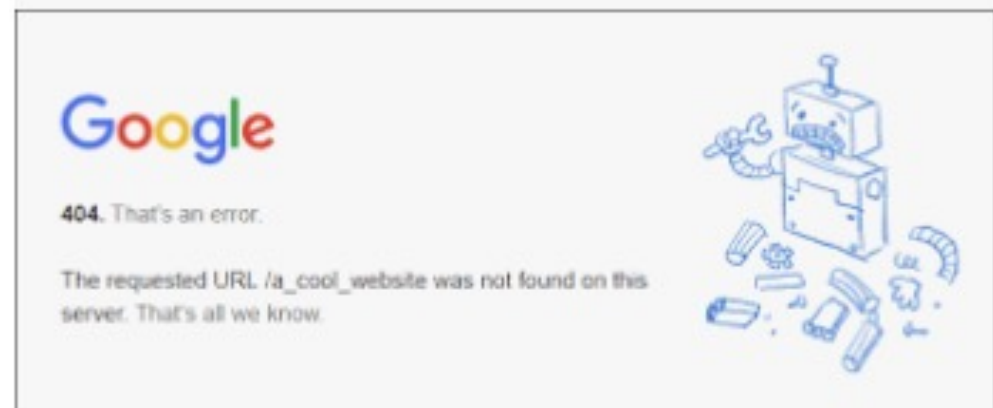 Google
404. That's an error.
The requested URL /a_cool_website was not found on this
server. That's all we know.